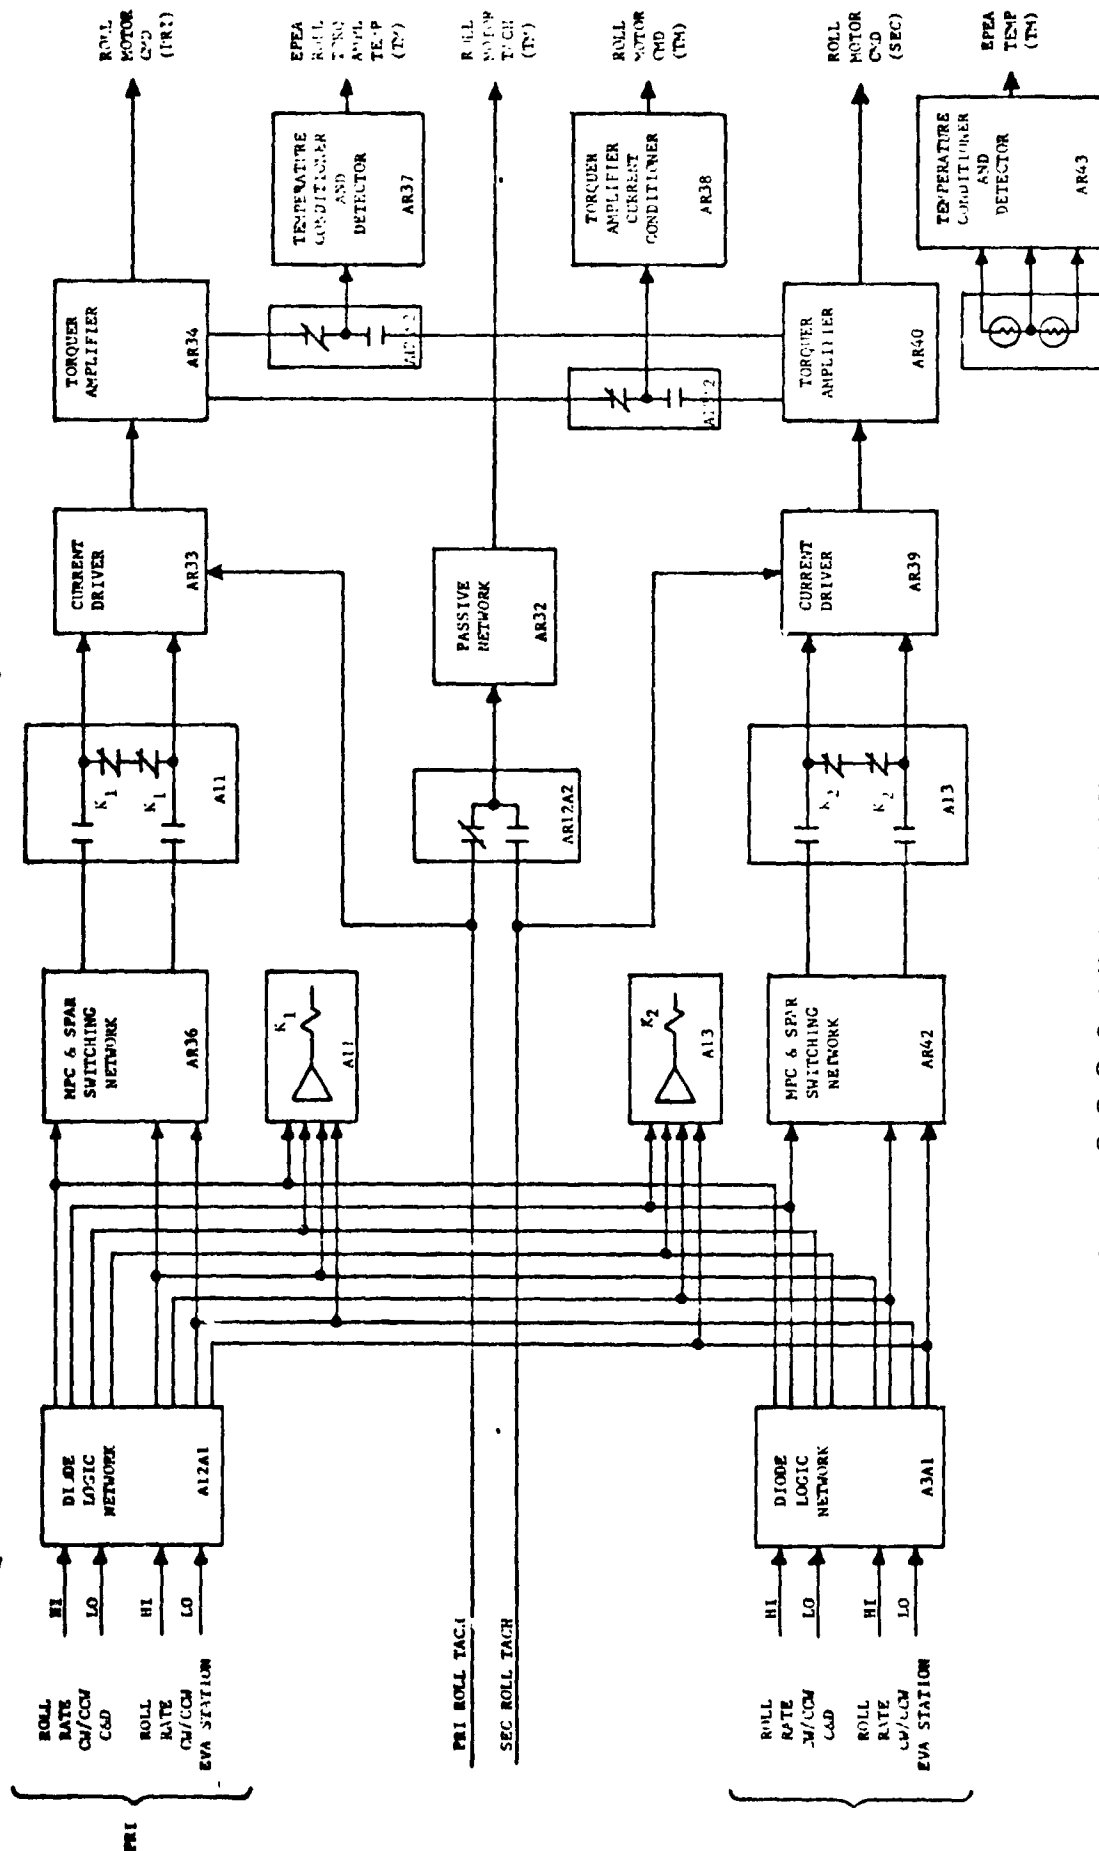 ROLL
MOTOR
CMD
(PRI)
EPEA
ROLL
AMPL
TEMP
(TM)
MOTOR
TACH
(TM)
ROLL
MOTOR
CMD
(TM)
ROLL
MOTOR
CMD
(SEC)
EPEA
TEMP
(TM)
TEMPERATURE
CONDITIONER
AND
DETECTOR
AR37
TORQUER
AMPLIFIER
CURRENT
CONDITIONER
AR38
TEMPERATURE
CONDITIONER
AND
DETECTOR
AR43
TORQUER
AMPLIFIER
AR34
TORQUER
AMPLIFIER
AR40
CURRENT
DRIVER
AR33
PASSIVE
NETWORK
AR32
CURRENT
DRIVER
AR39
K1
K1
A11
AR12A2
K2
K2
A13
MPC & SPAR
SWITCHING
NETWORK
AR36
K1
A11
K2
A13
MPC & SPAR
SWITCHING
NETWORK
AR42
DIODE
LOGIC
NETWORK
A12A1
DIODE
LOGIC
NETWORK
A3A1
HI
LO
HI
LO
ROLL
RATE
CW/CCW
C&D
ROLL
RATE
CW/CCW
EVA STATION
PRI
PRI ROLL TACH
SEC ROLL TACH
HI
LO
HI
LO
ROLL
RATE
CW/CCW
C&D
ROLL
RATE
CW/CCW
EVA STATION